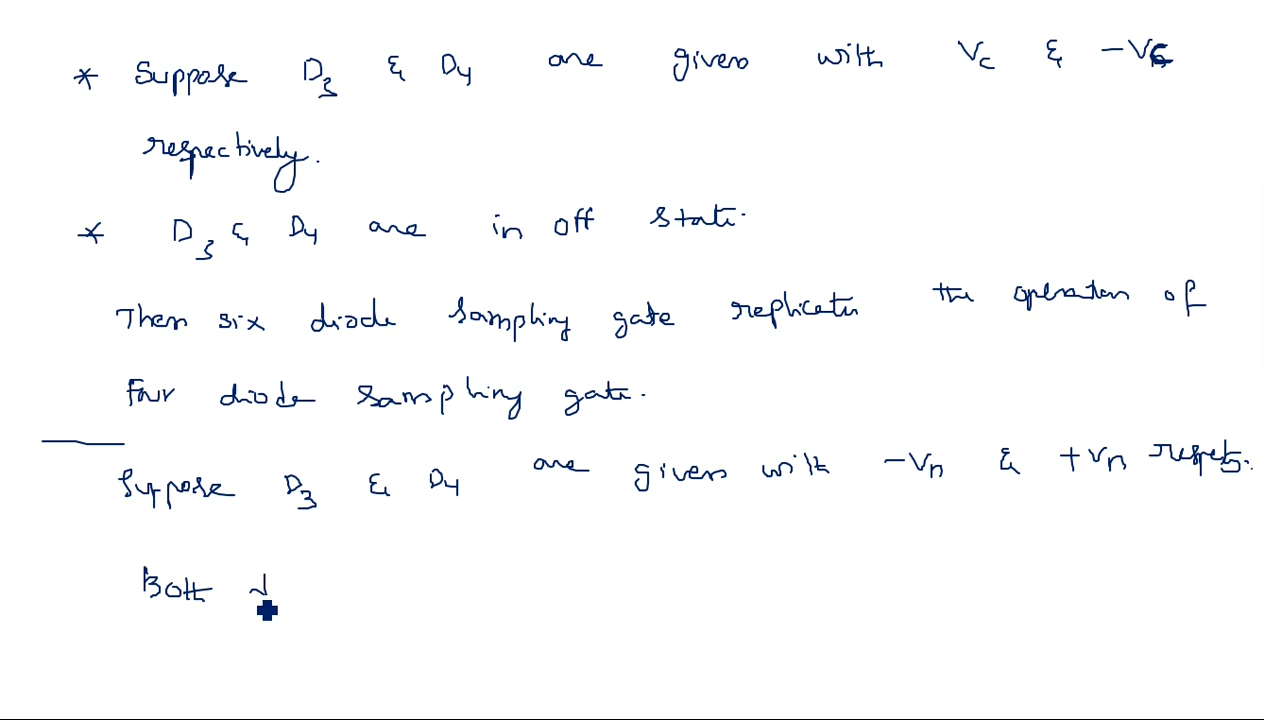 * Suppose D3 & D4 are given with Vc & -Vc
respectively.
* D3 & D4 are in off state.
Then six diode sampling gate replicates the operation of
Four diode sampling gate.
Suppose D3 & D4 are given with -Vn & +Vn
Both d